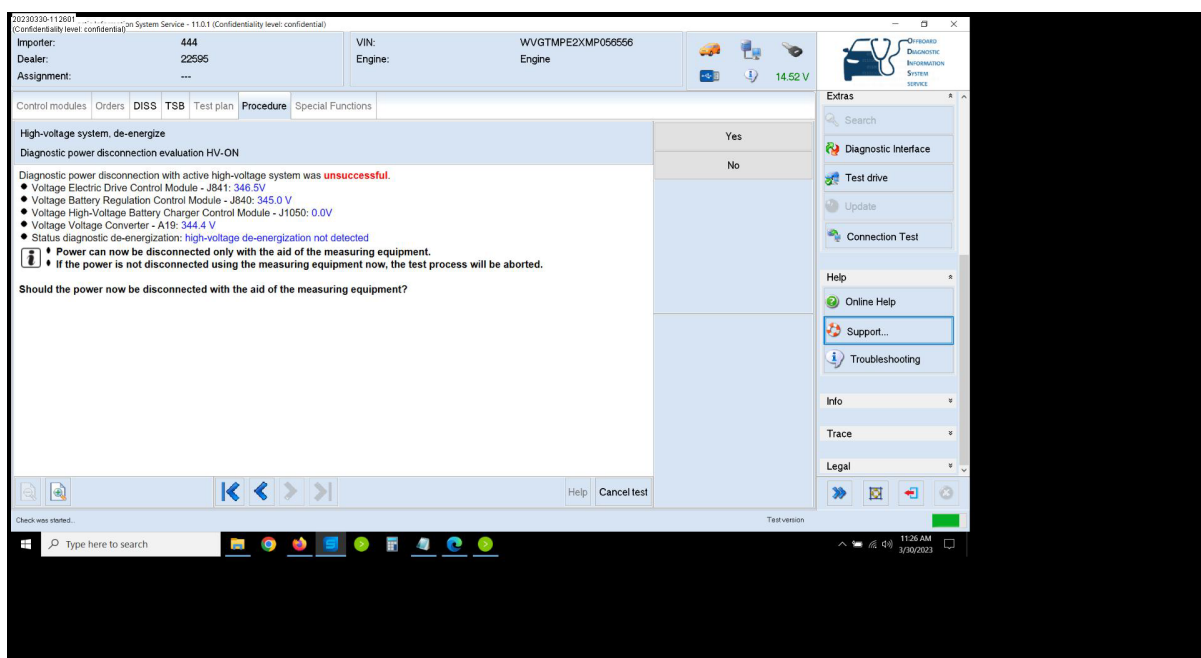 20230330-112601
(Confidentiality level: confidential)
on System Service - 11.0.1 (Confidentiality level: confidential)
Importer: 444 VIN: WVGTMPE2XMP056556
Dealer: 22595 Engine: Engine
Assignment: ---
14.52 V
OFFBOARD
DIAGNOSTIC
INFORMATION
SYSTEM
SERVICE
Control modules Orders DISS TSB Test plan Procedure Special Functions
High-voltage system, de-energize
Diagnostic power disconnection evaluation HV-ON
Diagnostic power disconnection with active high-voltage system was unsuccessful.
• Voltage Electric Drive Control Module - J841: 346.5V
• Voltage Battery Regulation Control Module - J840: 345.0 V
• Voltage High-Voltage Battery Charger Control Module - J1050: 0.0V
• Voltage Voltage Converter - A19: 344.4 V
• Status diagnostic de-energization: high-voltage de-energization not detected
Power can now be disconnected only with the aid of the measuring equipment.
If the power is not disconnected using the measuring equipment now, the test process will be aborted.
Should the power now be disconnected with the aid of the measuring equipment?
Yes
No
Extras
Search
Diagnostic Interface
Test drive
Update
Connection Test
Help
Online Help
Support...
Troubleshooting
Info
Trace
Legal
Help Cancel test
Check was started..
Testversion
Type here to search
11:26 AM
3/30/2023